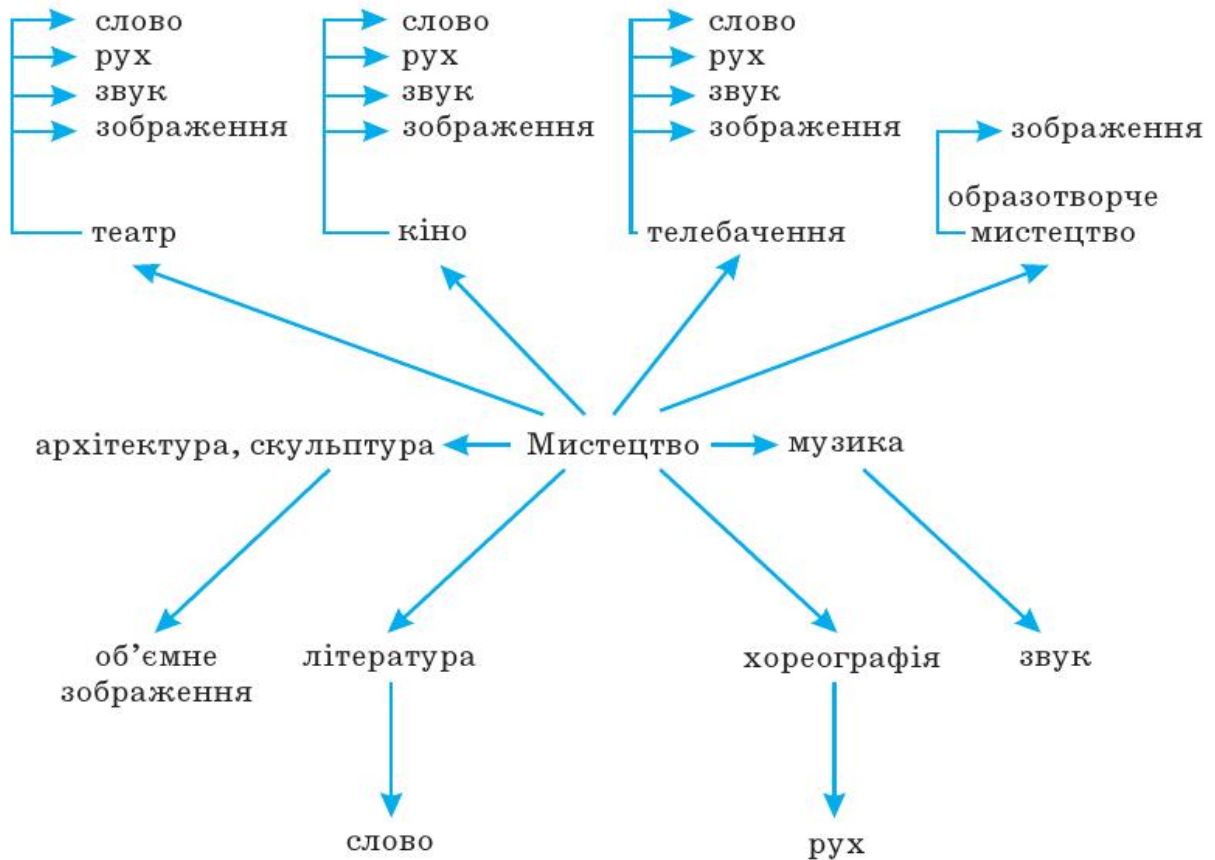 слово
рух
звук
зображення
театр
слово
рух
звук
зображення
кіно
слово
рух
звук
зображення
телебачення
зображення
образотворче
мистецтво
архітектура, скульптура
Мистецтво
музика
об’ємне
зображення
література
хореографія
звук
слово
рух